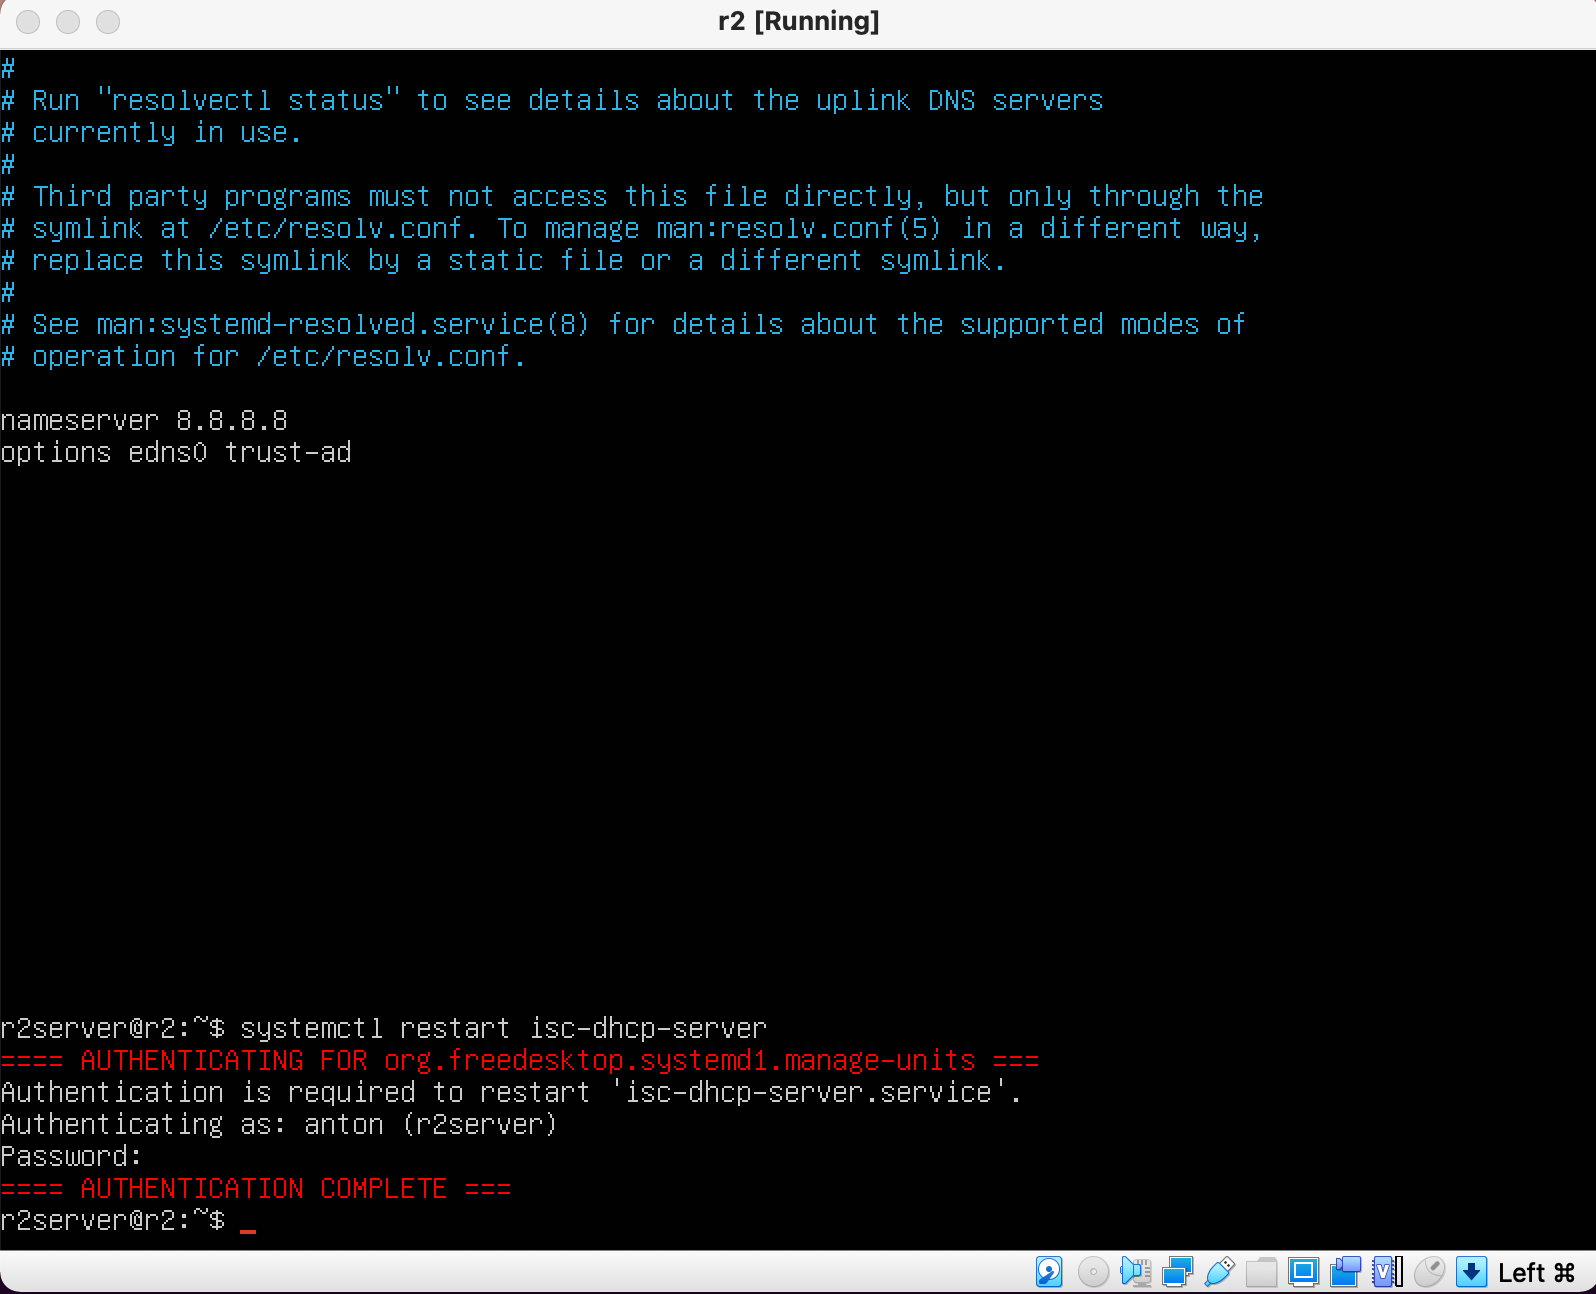 r2 [Running]
#
# Run "resolvectl status" to see details about the uplink DNS servers
# currently in use.
#
# Third party programs must not access this file directly, but only through the
# symlink at /etc/resolv.conf. To manage man:resolv.conf(5) in a different way,
# replace this symlink by a static file or a different symlink.
#
# See man:systemd-resolved.service(8) for details about the supported modes of
# operation for /etc/resolv.conf.
nameserver 8.8.8.8
options edns0 trust-ad
r2server@r2:~$ systemctl restart isc-dhcp-server
==== AUTHENTICATING FOR org.freedesktop.systemd1.manage-units ===
Authentication is required to restart 'isc-dhcp-server.service'.
Authenticating as: anton (r2server)
Password:
==== AUTHENTICATION COMPLETE ===
r2server@r2:~$ _
Left ⌘